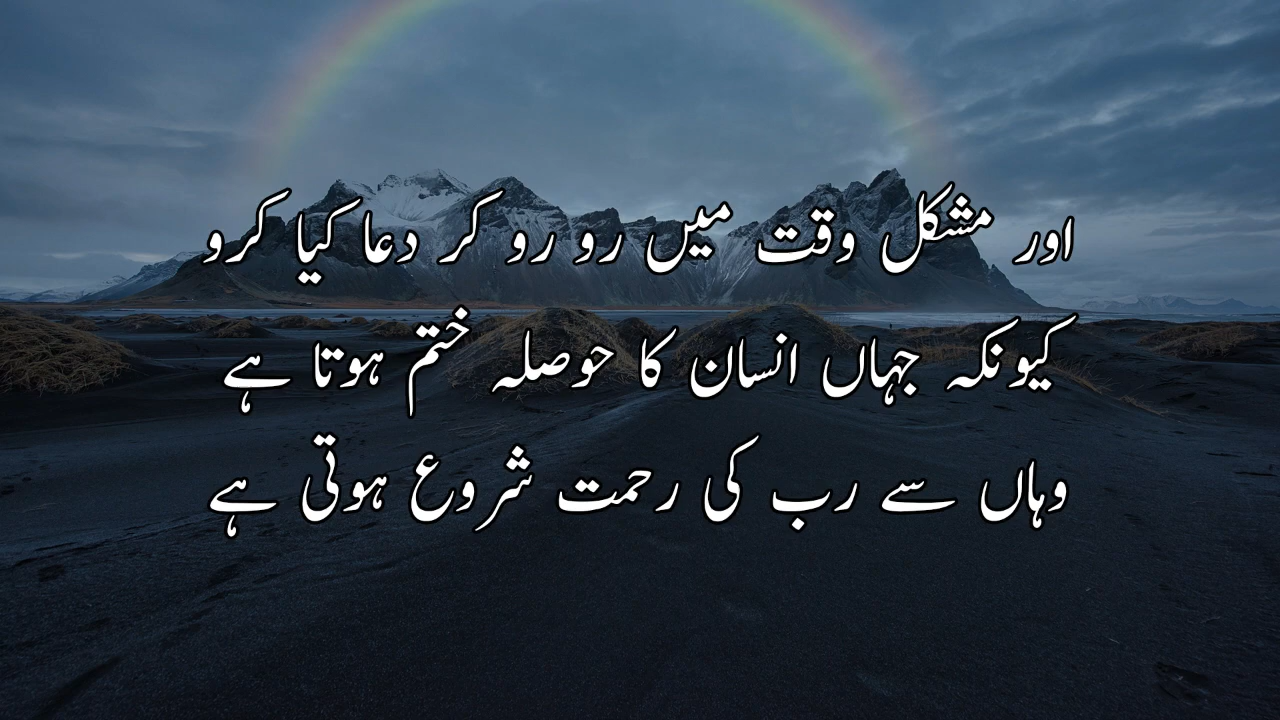 اور مشکل وقت میں رو رو کر دعا کیا کرو
کیونکہ جہاں انسان کا حوصلہ ختم ہوتا ہے
وہاں سے رب کی رحمت شروع ہوتی ہے